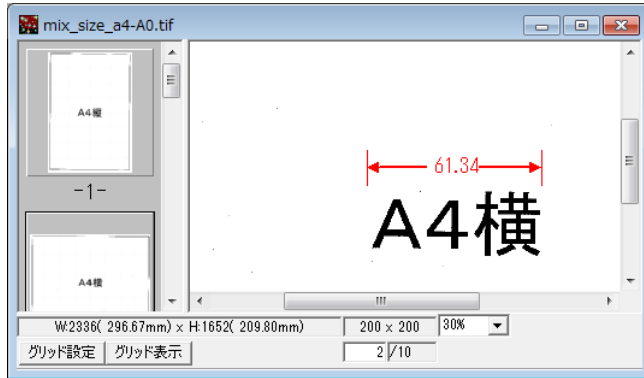 mix_size_a4-A0.tif
A4縦
-1-
A4横
61.34
A4横
W:2336( 296.67mm) × H:1652( 209.80mm)
200 × 200
30%
グリッド設定
グリッド表示
2 /10